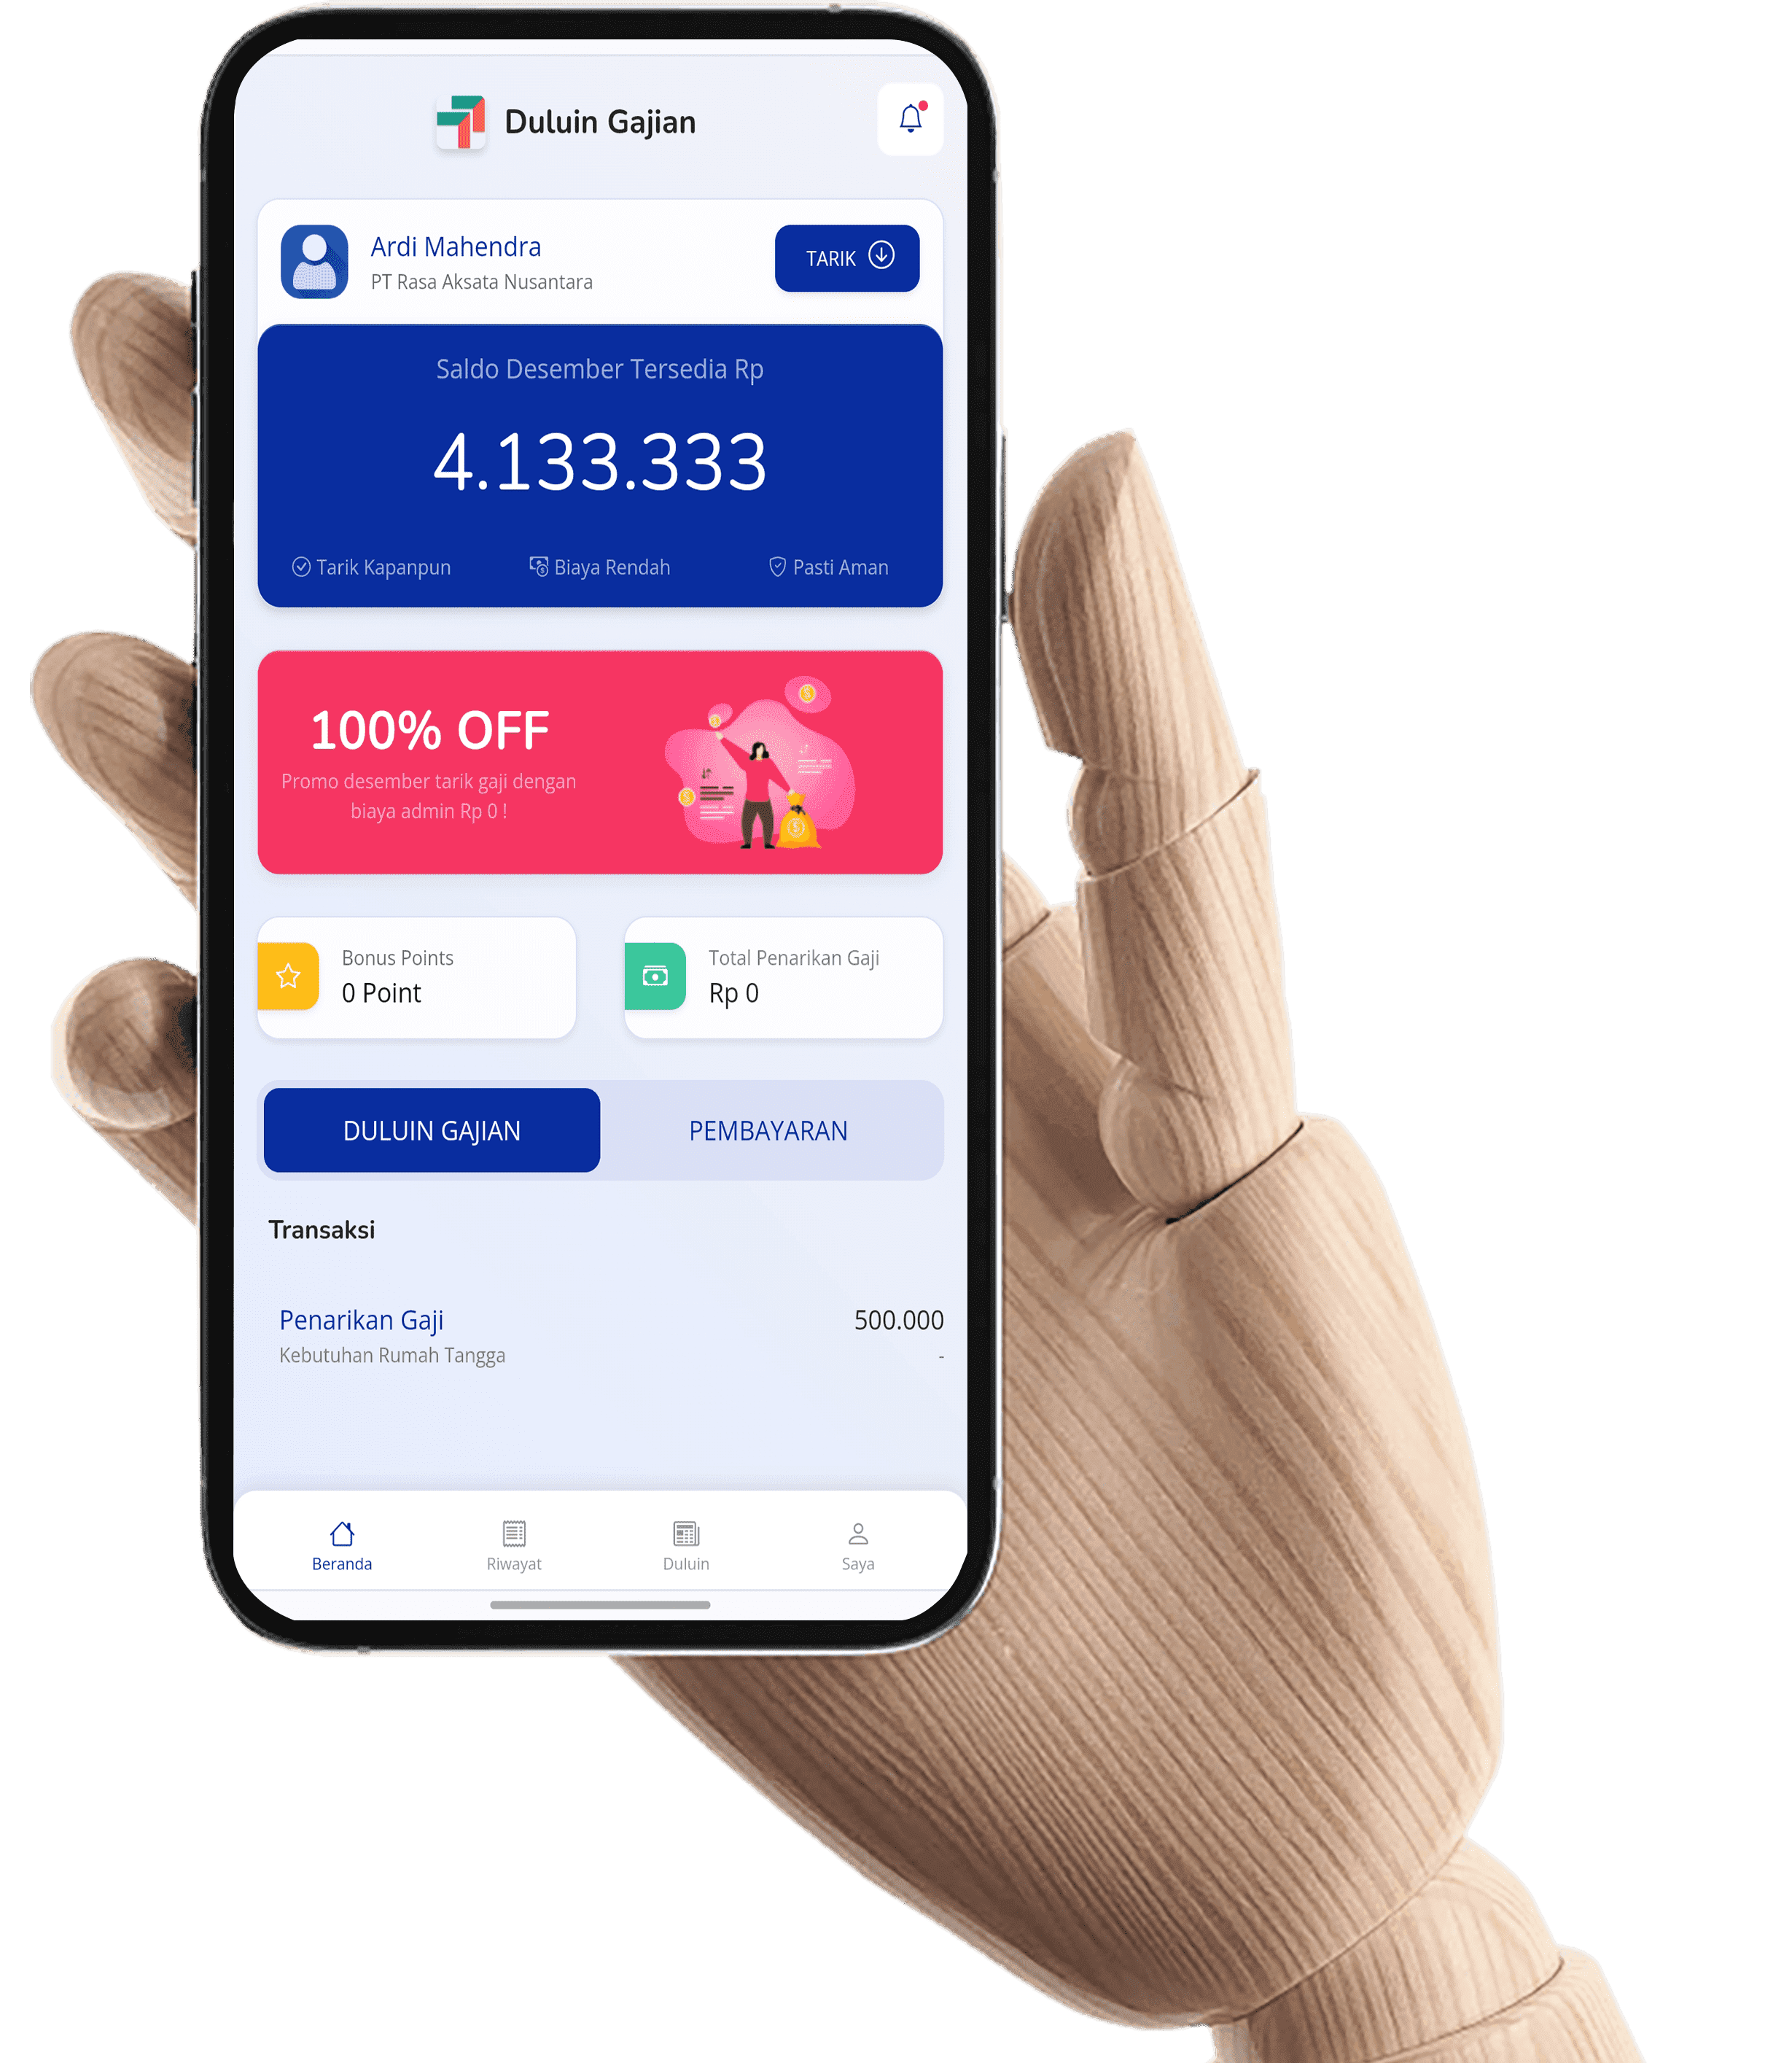 Duluin Gajian
Ardi Mahendra
PT Rasa Aksata Nusantara
TARIK
Saldo Desember Tersedia Rp
4.133.333
Tarik Kapanpun
Biaya Rendah
Pasti Aman
100% OFF
Promo desember tarik gaji dengan
biaya admin Rp 0 !
Bonus Points
0 Point
Total Penarikan Gaji
Rp 0
DULUIN GAJIAN
PEMBAYARAN
Transaksi
Penarikan Gaji
500.000
Kebutuhan Rumah Tangga
-
Beranda
Riwayat
Duluin
Saya